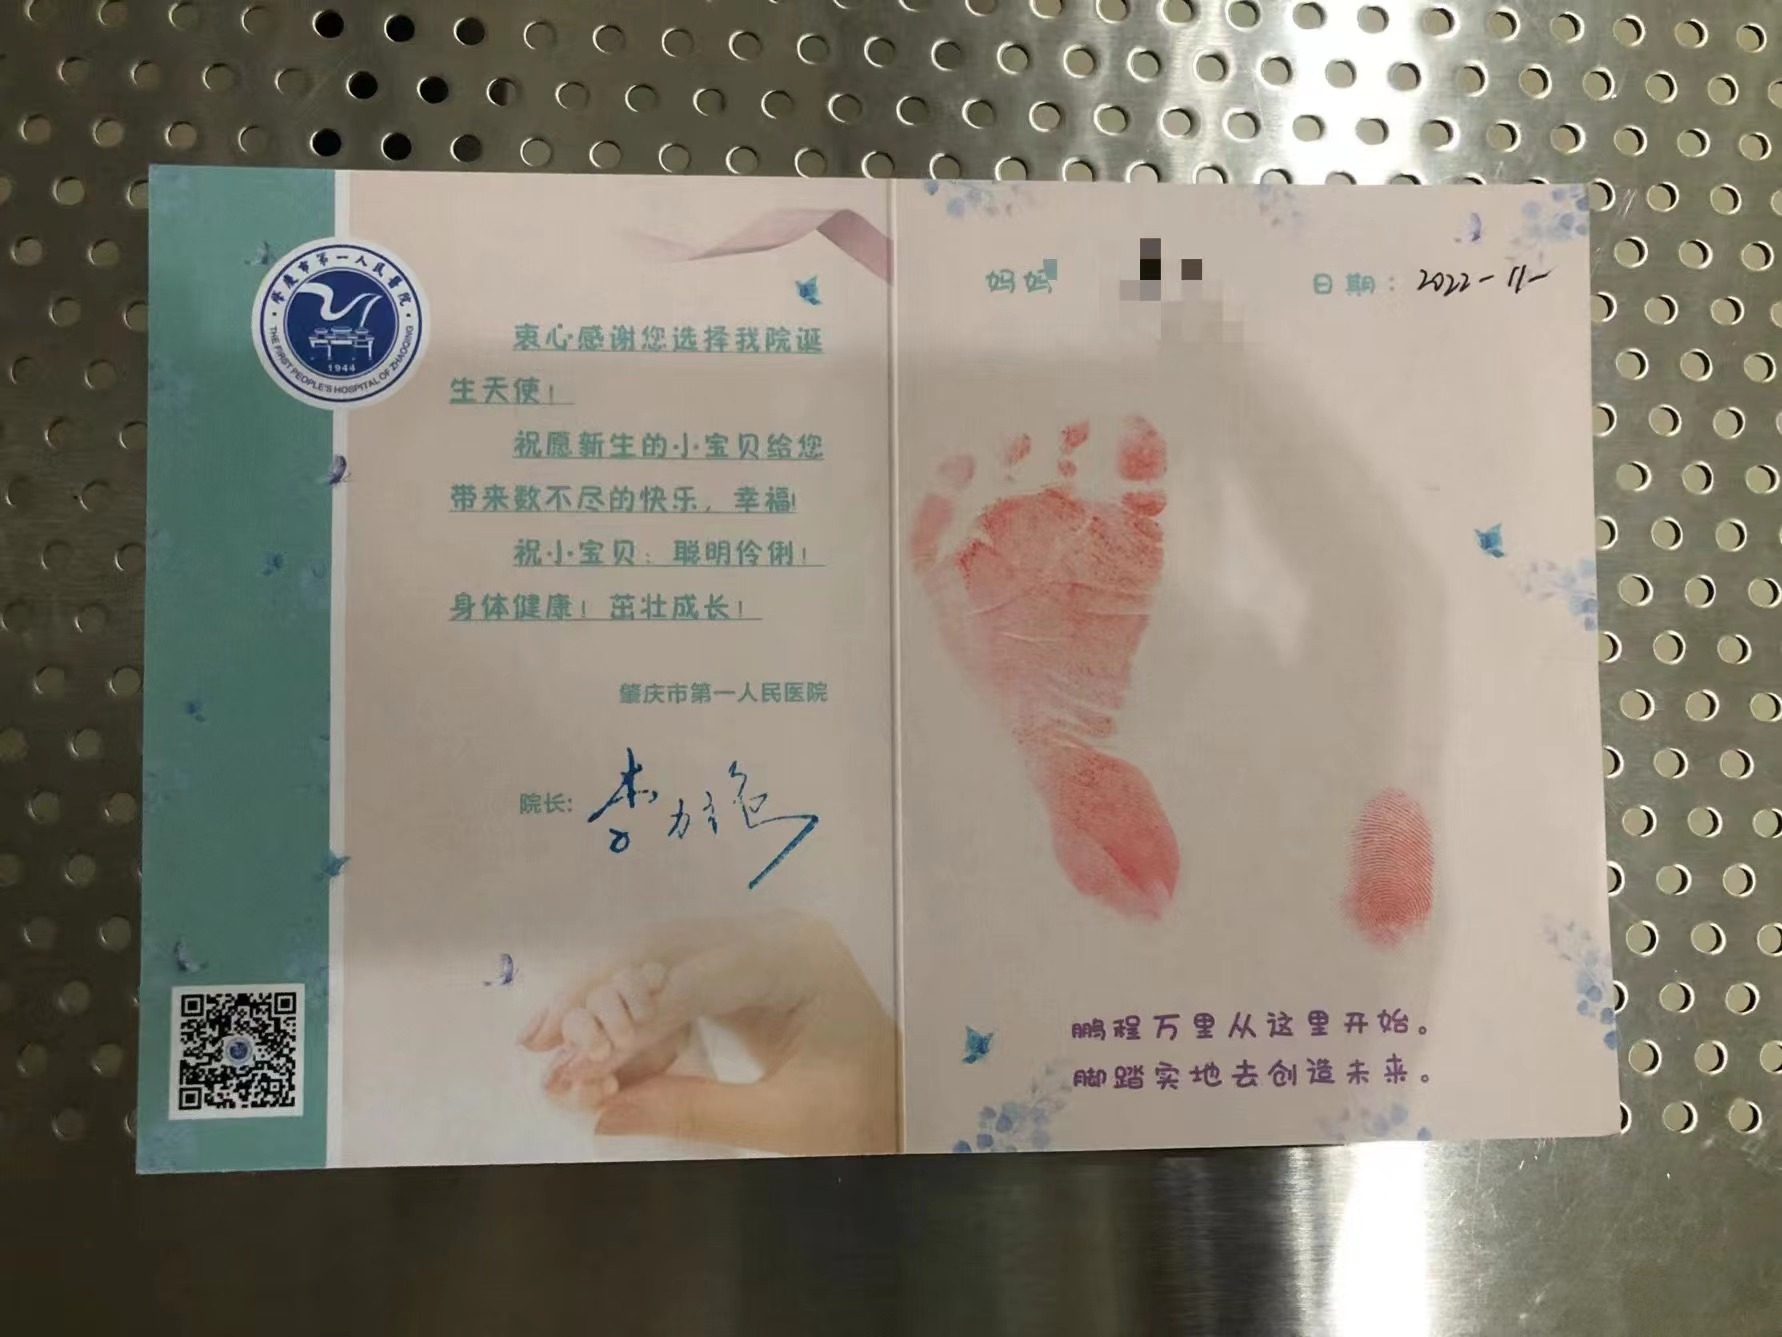 肇庆市第一人民医院
THE FIRST PEOPLE'S HOSPITAL OF ZHAOQING
1944
衷心感谢您选择我院诞
生天使！
祝愿新生的小宝贝给您
带来数不尽的快乐，幸福！
祝小宝贝：聪明伶俐！
身体健康！茁壮成长！
肇庆市第一人民医院
院长：
妈妈
日期：2022-11-
鹏程万里从这里开始。
脚踏实地去创造未来。